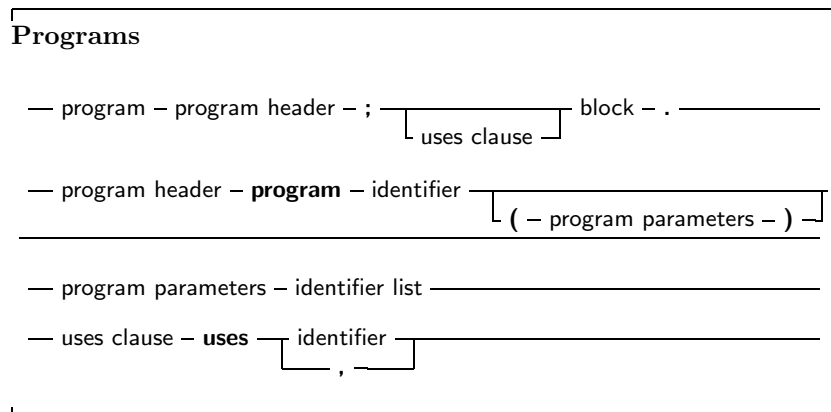 Programs
program program header ; block .
uses clause
program header program identifier
( program parameters )
program parameters identifier list
uses clause uses identifier
,